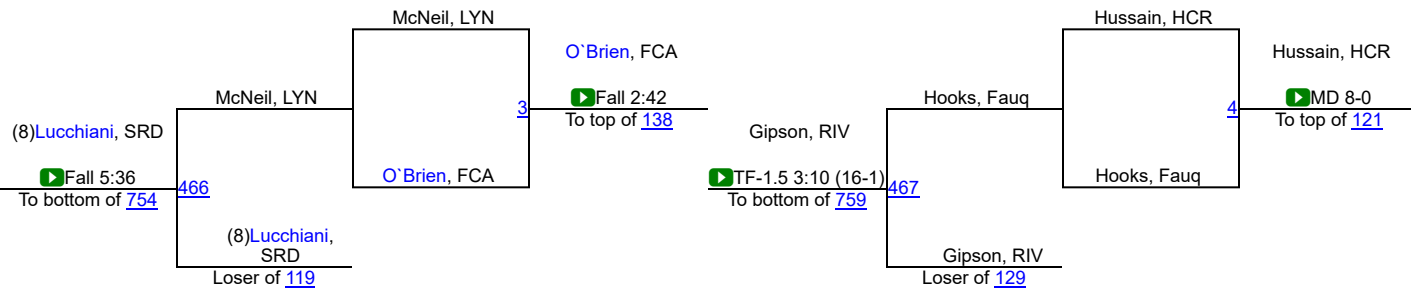 McNeil, LYN
O`Brien, FCA
McNeil, LYN
3
Fall 2:42
To top of 138
(8)Lucchiani, SRD
Fall 5:36
466
To bottom of 754
O`Brien, FCA
(8)Lucchiani,
SRD
Loser of 119
Hussain, HCR
Hussain, HCR
Hooks, Fauq
4
MD 8-0
To top of 121
Gipson, RIV
TF-1.5 3:10 (16-1)
467
To bottom of 759
Hooks, Fauq
Gipson, RIV
Loser of 129